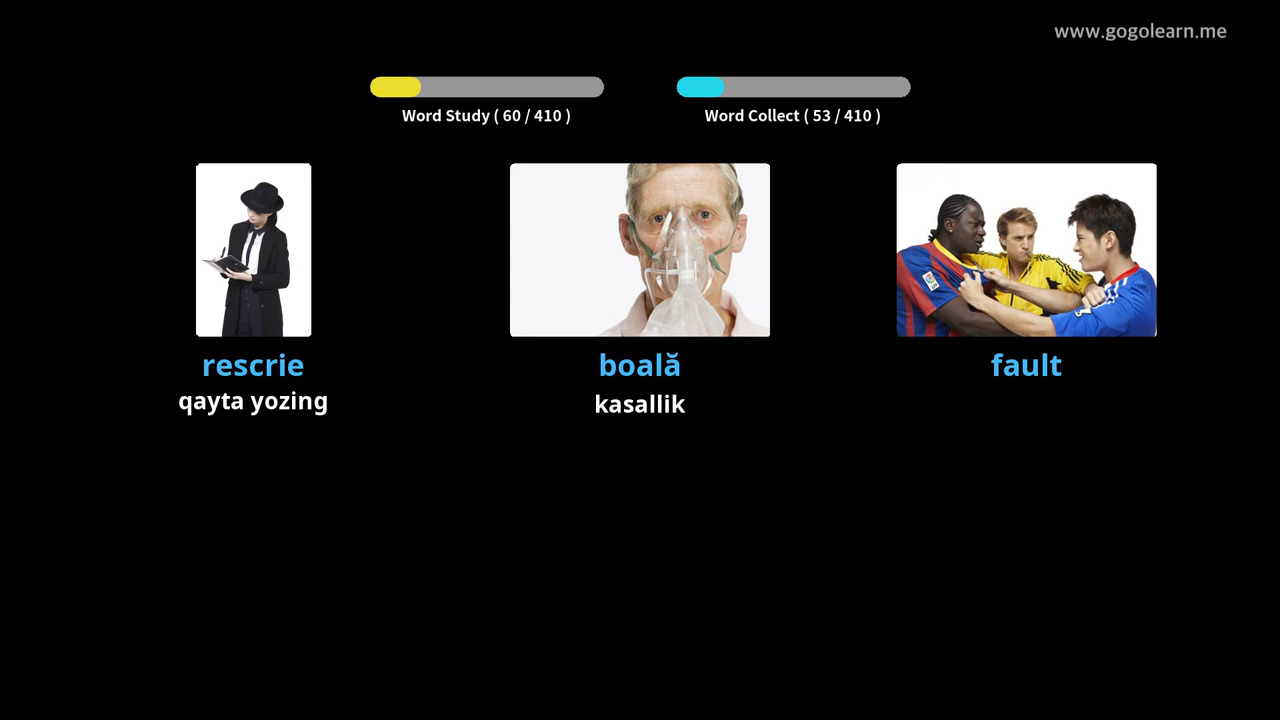 www.gogolearn.me
Word Study ( 60 / 410 )
Word Collect ( 53 / 410 )
rescrie
boală
fault
qayta yozing
kasallik